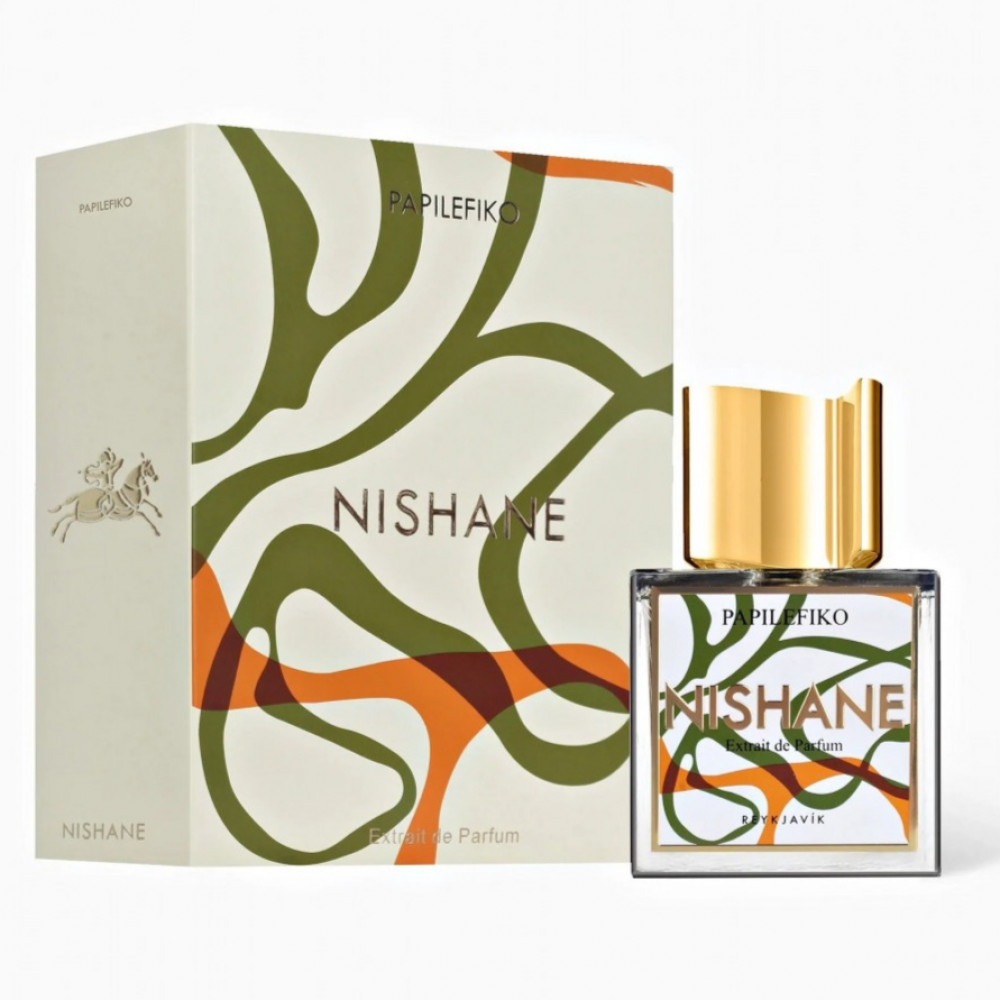 PAPILEFIKO
NISHANE
PAPILEFIKO
NISHANE
Extrait de Parfum
PAPILEFIKO
NISHANE
Extrait de Parfum
REYKJAVÍK